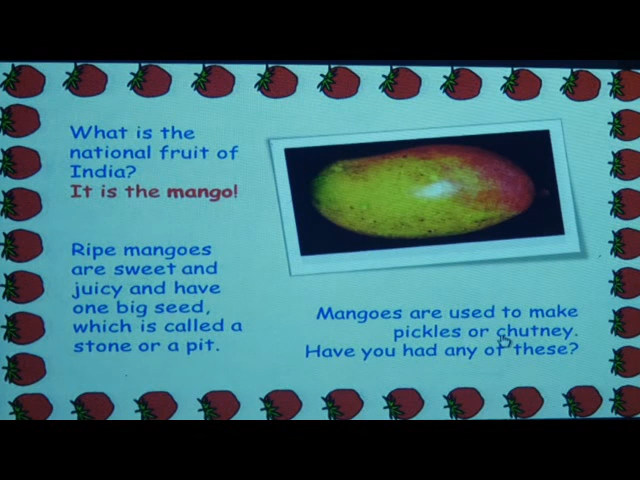 What is the
national fruit of
India?
It is the mango!
Ripe mangoes
are sweet and
juicy and have
one big seed,
which is called a
stone or a pit.
Mangoes are used to make
pickles or chutney.
Have you had any of these?